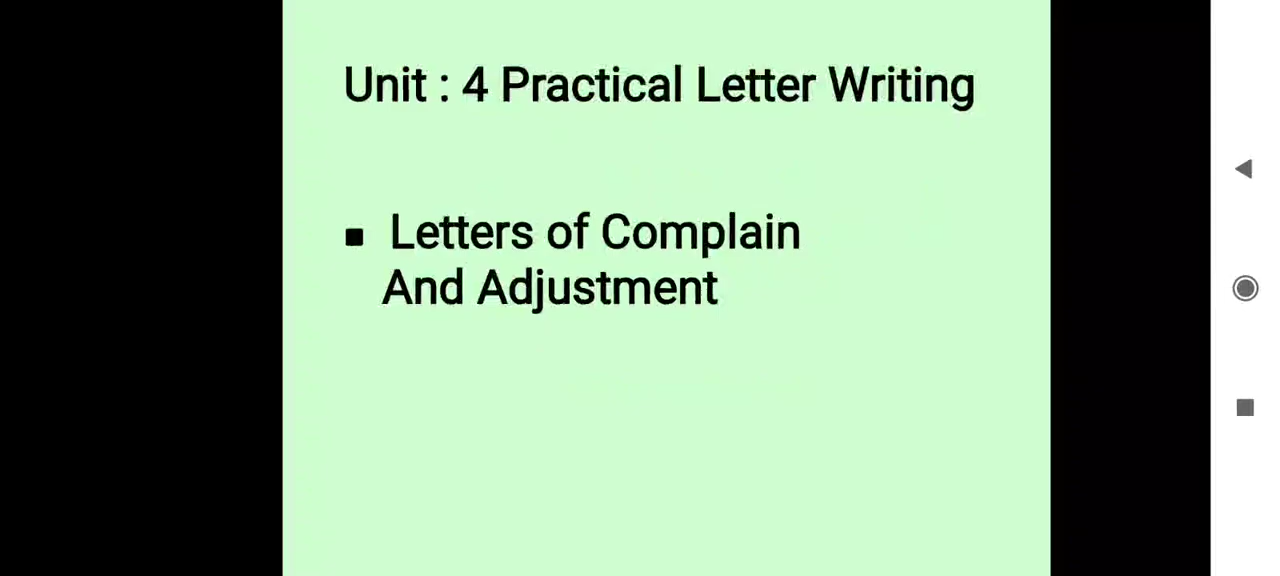 Unit : 4 Practical Letter Writing
▪ Letters of Complain
And Adjustment